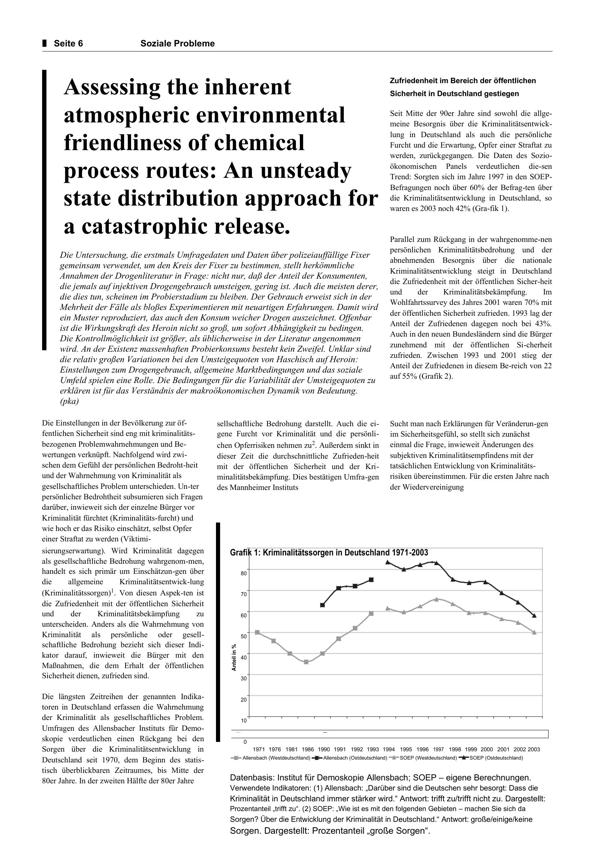 Seite 6
Soziale Probleme
Assessing the inherent
atmospheric environmental
friendliness of chemical
process routes: An unsteady
state distribution approach for
a catastrophic release.
Die Untersuchung, die erstmals Umfragedaten und Daten über polizeiauffällige Fixer
gemeinsam verwendet, um den Kreis der Fixer zu bestimmen, stellt herkömmliche
Annahmen der Drogenliteratur in Frage: nicht nur, daß der Anteil der Konsumenten,
die jemals auf injektiven Drogengebrauch umsteigen, gering ist. Auch die meisten derer,
die dies tun, scheinen im Probierstadium zu bleiben. Der Gebrauch erweist sich in der
Mehrheit der Fälle als bloßes Experimentieren mit neuartigen Erfahrungen. Damit wird
ein Muster reproduziert, das auch den Konsum weicher Drogen auszeichnet. Offenbar
ist die Wirkungskraft des Heroin nicht so groß, um sofort Abhängigkeit zu bedingen.
Die Kontrollmöglichkeit ist größer, als üblicherweise in der Literatur angenommen
wird. An der Existenz massenhaften Probierkonsums besteht kein Zweifel. Unklar sind
die relativ großen Variationen bei den Umsteigequoten von Haschisch auf Heroin:
Einstellungen zum Drogengebrauch, allgemeine Marktbedingungen und das soziale
Umfeld spielen eine Rolle. Die Bedingungen für die Variabilität der Umsteigequoten zu
erklären ist für das Verständnis der makroökonomischen Dynamik von Bedeutung.
(pka)
Zufriedenheit im Bereich der öffentlichen
Sicherheit in Deutschland gestiegen
Seit Mitte der 90er Jahre sind sowohl die allge-
meine Besorgnis über die Kriminalitätsentwick-
lung in Deutschland als auch die persönliche
Furcht und die Erwartung, Opfer einer Straftat zu
werden, zurückgegangen. Die Daten des Sozio-
ökonomischen Panels verdeutlichen die-sen
Trend: Sorgten sich im Jahre 1997 in den SOEP-
Befragungen noch über 60% der Befrag-ten über
die Kriminalitätsentwicklung in Deutschland, so
waren es 2003 noch 42% (Gra-fik 1).
Parallel zum Rückgang in der wahrgenomme-nen
persönlichen Kriminalitätsbedrohung und der
abnehmenden Besorgnis über die nationale
Kriminalitätsentwicklung steigt in Deutschland
die Zufriedenheit mit der öffentlichen Sicher-heit
und der Kriminalitätsbekämpfung. Im
Wohlfahrtssurvey des Jahres 2001 waren 70% mit
der öffentlichen Sicherheit zufrieden. 1993 lag der
Anteil der Zufriedenen dagegen noch bei 43%.
Auch in den neuen Bundesländern sind die Bürger
zunehmend mit der öffentlichen Si-cherheit
zufrieden. Zwischen 1993 und 2001 stieg der
Anteil der Zufriedenen in diesem Be-reich von 22
auf 55% (Grafik 2).
Die Einstellungen in der Bevölkerung zur öf-
fentlichen Sicherheit sind eng mit kriminalitäts-
bezogenen Problemwahrnehmungen und Be-
wertungen verknüpft. Nachfolgend wird zwi-
schen dem Gefühl der persönlichen Bedroht-heit
und der Wahrnehmung von Kriminalität als
gesellschaftliches Problem unterschieden. Un-ter
persönlicher Bedrohtheit subsumieren sich Fragen
darüber, inwieweit sich der einzelne Bürger vor
Kriminalität fürchtet (Kriminalitäts-furcht) und
wie hoch er das Risiko einschätzt, selbst Opfer
einer Straftat zu werden (Viktimi-
sierungserwartung). Wird Kriminalität dagegen
als gesellschaftliche Bedrohung wahrgenom-men,
handelt es sich primär um Einschätzun-gen über
die allgemeine Kriminalitätsentwick-lung
(Kriminalitätssorgen)1. Von diesen Aspek-ten ist
die Zufriedenheit mit der öffentlichen Sicherheit
und der Kriminalitätsbekämpfung zu
unterscheiden. Anders als die Wahrnehmung von
Kriminalität als persönliche oder gesell-
schaftliche Bedrohung bezieht sich dieser Indi-
kator darauf, inwieweit die Bürger mit den
Maßnahmen, die dem Erhalt der öffentlichen
Sicherheit dienen, zufrieden sind.
Die längsten Zeitreihen der genannten Indika-
toren in Deutschland erfassen die Wahrnehmung
der Kriminalität als gesellschaftliches Problem.
Umfragen des Allensbacher Instituts für Demo-
skopie verdeutlichen einen Rückgang bei den
Sorgen über die Kriminalitätsentwicklung in
Deutschland seit 1970, dem Beginn des statis-
tisch überblickbaren Zeitraumes, bis Mitte der
80er Jahre. In der zweiten Hälfte der 80er Jahre
sellschaftliche Bedrohung darstellt. Auch die ei-
gene Furcht vor Kriminalität und die persönli-
chen Opferrisiken nehmen zu2. Außerdem sinkt in
dieser Zeit die durchschnittliche Zufrieden-heit
mit der öffentlichen Sicherheit und der Kri-
minalitätsbekämpfung. Dies bestätigen Umfra-gen
des Mannheimer Instituts
Sucht man nach Erklärungen für Veränderun-gen
im Sicherheitsgefühl, so stellt sich zunächst
einmal die Frage, inwieweit Änderungen des
subjektiven Kriminalitätsempfindens mit der
tatsächlichen Entwicklung von Kriminalitäts-
risiken übereinstimmen. Für die ersten Jahre nach
der Wiedervereinigung
Grafik 1: Kriminalitätssorgen in Deutschland 1971-2003
80
70
60
50
40
30
20
10
0
Anteil in %
1971 1976 1981 1986 1990 1991 1992 1993 1994 1995 1996 1997 1998 1999 2000 2001 2002 2003
Allensbach (Westdeutschland) Allensbach (Ostdeutschland) SOEP (Westdeutschland) SOEP (Ostdeutschland)
Datenbasis: Institut für Demoskopie Allensbach; SOEP – eigene Berechnungen.
Verwendete Indikatoren: (1) Allensbach: „Darüber sind die Deutschen sehr besorgt: Dass die
Kriminalität in Deutschland immer stärker wird.“ Antwort: trifft zu/trifft nicht zu. Dargestellt:
Prozentanteil „trifft zu“. (2) SOEP: „Wie ist es mit den folgenden Gebieten – machen Sie sich da
Sorgen? Über die Entwicklung der Kriminalität in Deutschland.“ Antwort: große/einige/keine
Sorgen. Dargestellt: Prozentanteil „große Sorgen“.